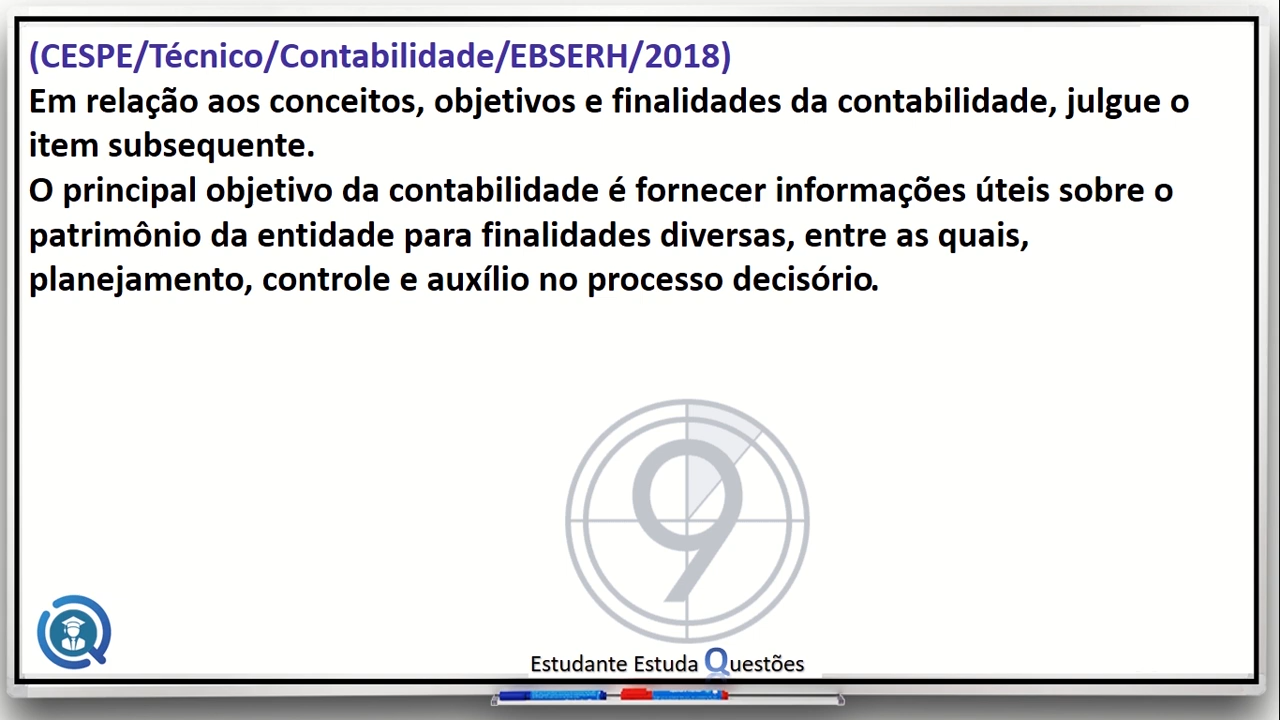 (CESPE/Técnico/Contabilidade/EBSERH/2018)
Em relação aos conceitos, objetivos e finalidades da contabilidade, julgue o
item subsequente.
O principal objetivo da contabilidade é fornecer informações úteis sobre o
patrimônio da entidade para finalidades diversas, entre as quais,
planejamento, controle e auxílio no processo decisório.
9
Estudante Estuda Questões